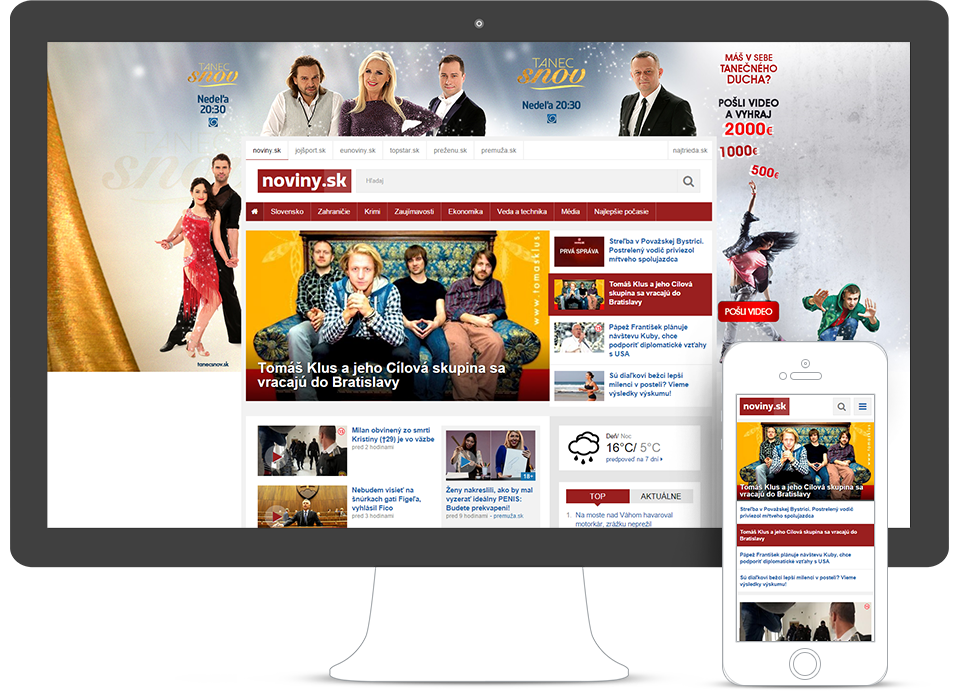 TANEC
snov
Nedeľa
20:30
TANEC
snov
Nedeľa 20:30
MÁŠ V SEBE
TANEČNÉHO
DUCHA?
POŠLI VIDEO
A VYHRAJ
2000€
1000€
500€
POŠLI VIDEO
tanecsnov.sk
noviny.sk jojšport.sk eunoviny.sk topstar.sk preženu.sk premuža.sk najtrieda.sk
noviny.sk Hľadaj
Slovensko Zahraničie Krimi Zaujímavosti Ekonomika Veda a technika Médiá Najlepšie počasie
www.tomasklus.
Tomáš Klus a jeho Cílová skupina sa
vracajú do Bratislavy
PRVÁ SPRÁVA
Streľba v Považskej Bystrici.
Postrelený vodič priviezol
mŕtveho spolujazdca
Tomáš Klus a jeho Cílová
skupina sa vracajú do
Bratislavy
Pápež František plánuje
návštevu Kuby, chce
podporiť diplomatické vzťahy
s USA
Sú diaľkoví bežci lepší
milenci v posteli? Vieme
výsledky výskumu!
Milan obvinený zo smrti
Kristíny (†29) je vo väzbe
pred 2 hodinami
Nebudem visieť na
šnúrkach gatí Figeľa,
vyhlásil Fico
pred 3 hodinami
18+
Ženy nakreslili, ako by mal
vyzerať ideálny PENIS:
Budete prekvapení!
pred 9 hodinami - premuža.sk
Deň/ Noc
16°C/ 5°C
predpoveď na 7 dní
TOP AKTUÁLNE
1. Na moste nad Váhom havaroval
motorkár, zrážku neprežil
noviny.sk
Tomáš Klus a jeho Cílová skupina sa
vracajú do Bratislavy
Streľba v Považskej Bystrici. Postrelený vodič
priviezol mŕtveho spolujazdca
Tomáš Klus a jeho Cílová skupina sa vracajú do
Bratislavy
Pápež František plánuje návštevu Kuby, chce
podporiť diplomatické vzťahy s USA
Sú diaľkoví bežci lepší milenci v posteli? Vieme
výsledky výskumu!